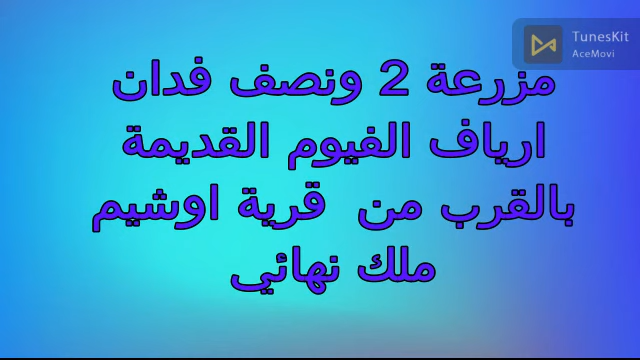 TunesKit
AceMovi
مزرعة 2 ونصف فدان
ارياف الفيوم القديمة
بالقرب من قرية اوشيم
ملك نهائي